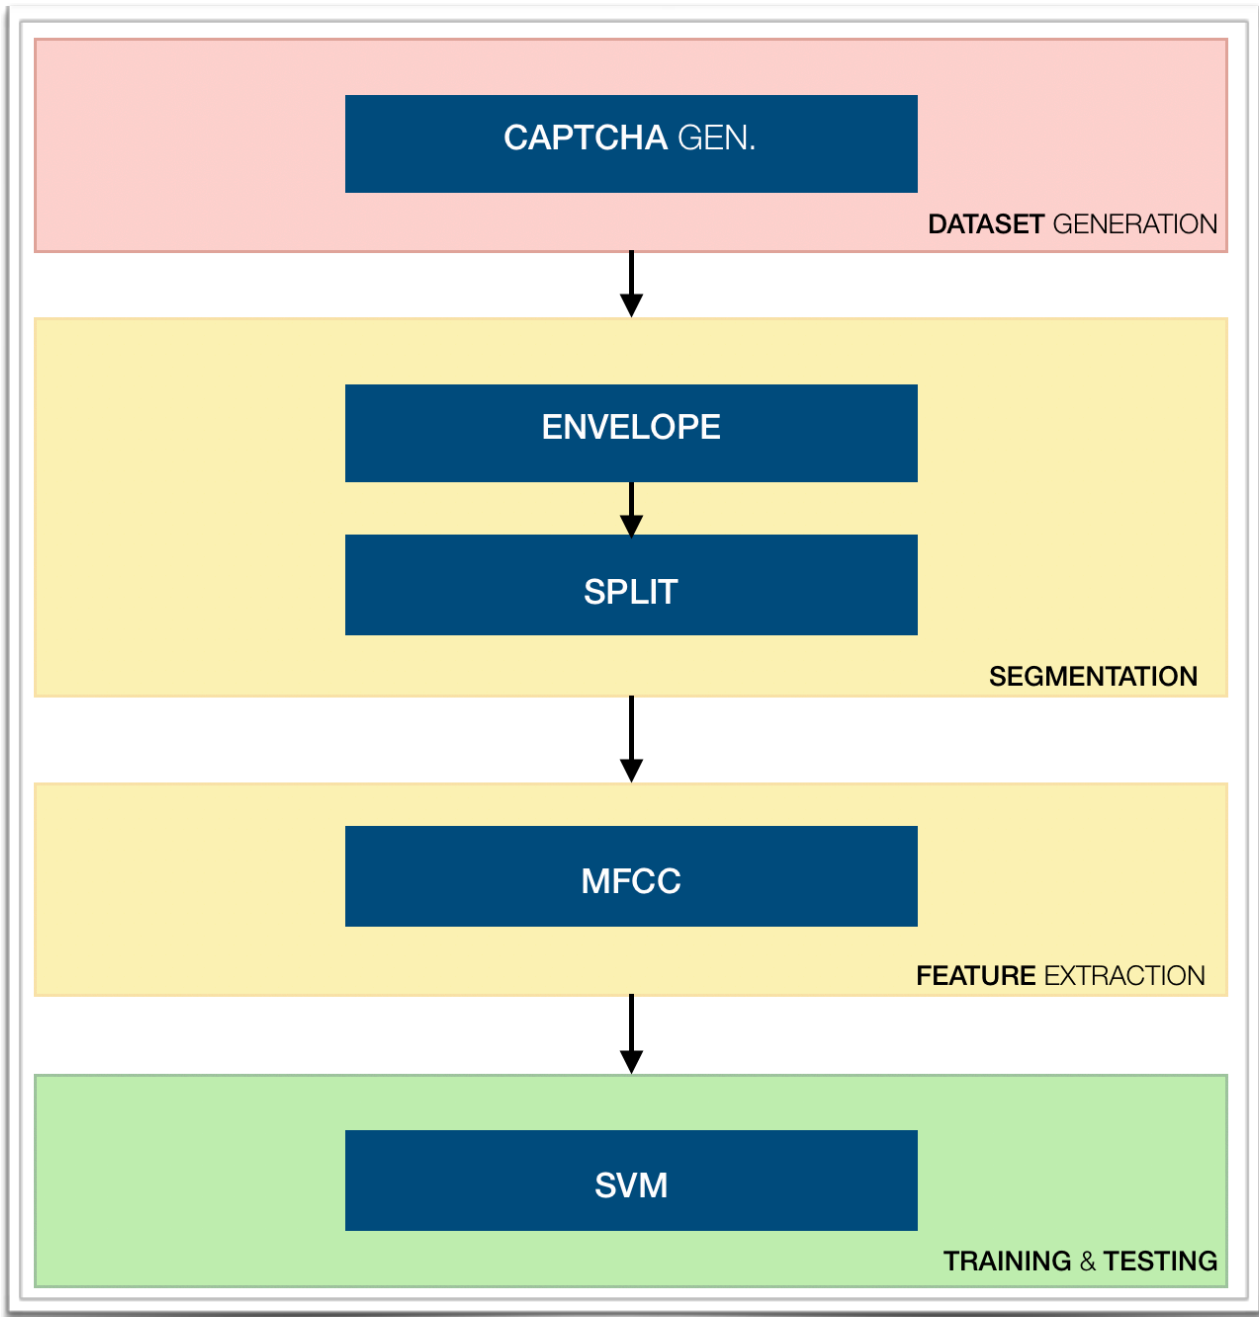 CAPTCHA GEN.
DATASET GENERATION
ENVELOPE
SPLIT
SEGMENTATION
MFCC
FEATURE EXTRACTION
SVM
TRAINING & TESTING